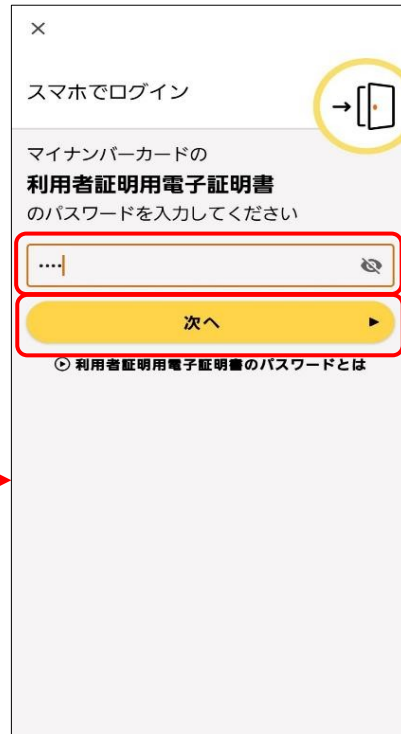 スマホでログイン
マイナンバーカードの
利用者証明用電子証明書
のパスワードを入力してください
••••
次へ
利用者証明用電子証明書のパスワードとは